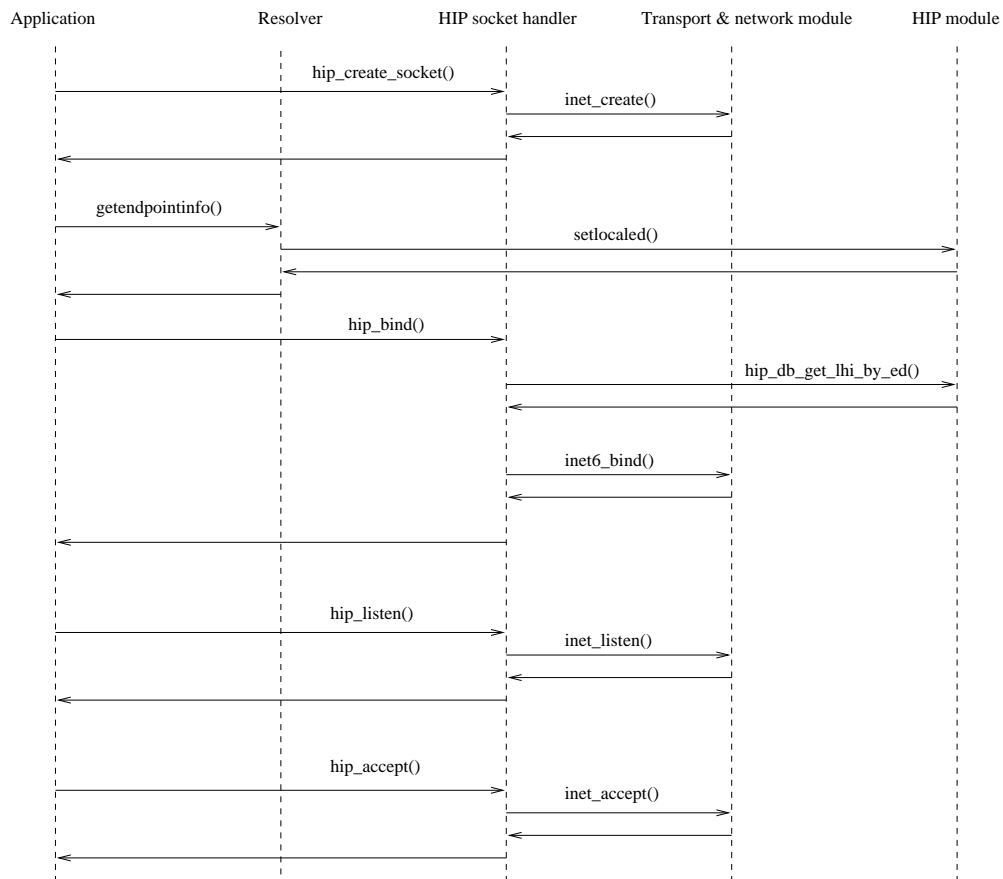 Application
Resolver
HIP socket handler
Transport & network module
HIP module
hip_create_socket()
inet_create()
getendpointinfo()
setlocaled()
hip_bind()
hip_db_get_lhi_by_ed()
inet6_bind()
hip_listen()
inet_listen()
hip_accept()
inet_accept()